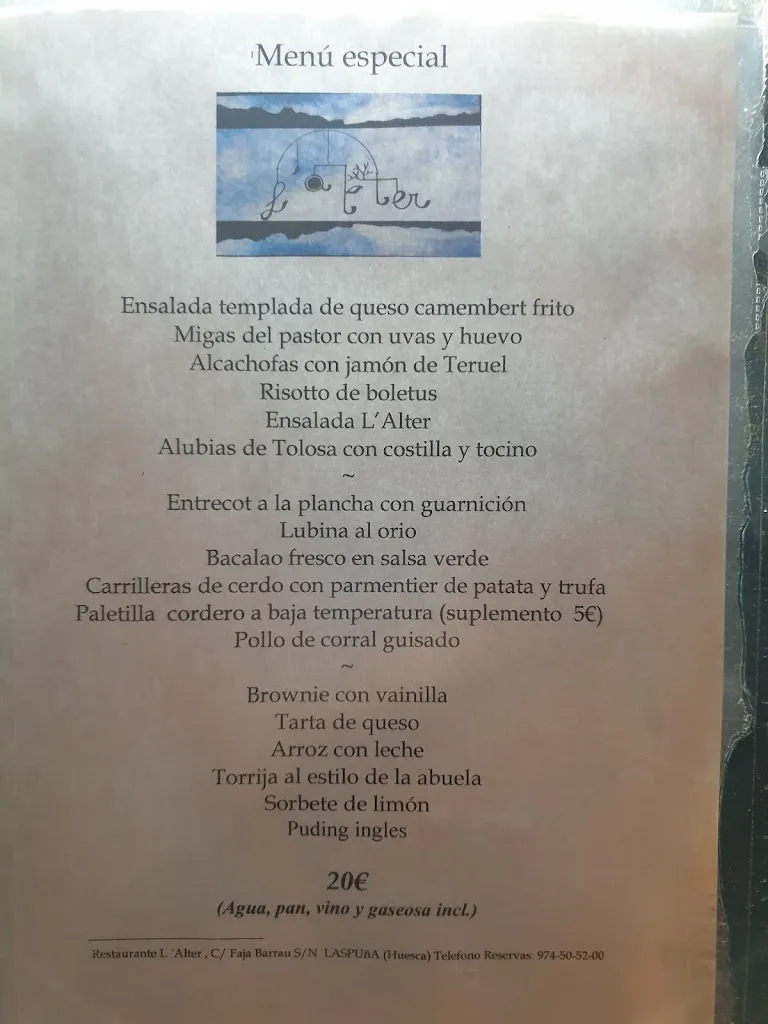 Menú especial
L'Alter
Ensalada templada de queso camembert frito
Migas del pastor con uvas y huevo
Alcachofas con jamón de Teruel
Risotto de boletus
Ensalada L'Alter
Alubias de Tolosa con costilla y tocino
~
Entrecot a la plancha con guarnición
Lubina al orio
Bacalao fresco en salsa verde
Carrilleras de cerdo con parmentier de patata y trufa
Paletilla cordero a baja temperatura (suplemento 5€)
Pollo de corral guisado
~
Brownie con vainilla
Tarta de queso
Arroz con leche
Torrija al estilo de la abuela
Sorbete de limón
Puding ingles
20€
(Agua, pan, vino y gaseosa incl.)
Restaurante L ´Alter , C/ Faja Barrau S/N LASPUñA (Huesca) Telefono Reservas: 974-50-52-00